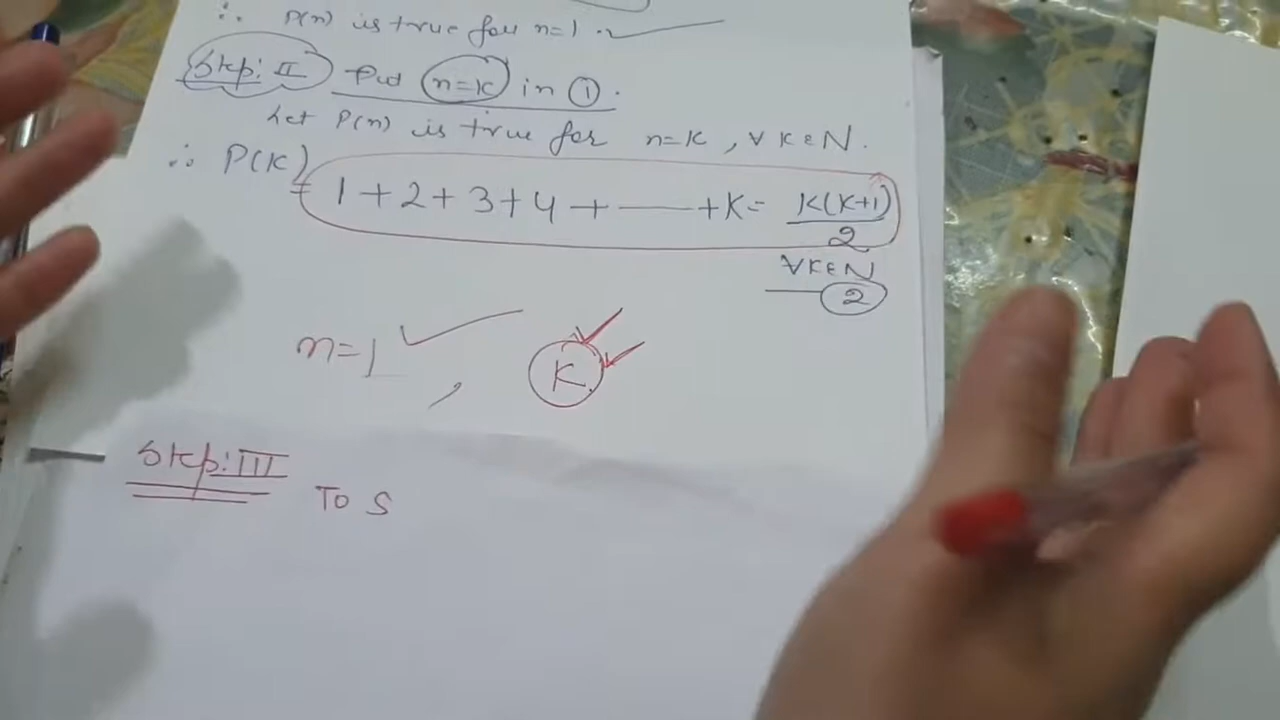 ∴ P(n) is true for n=1.
Step: II Put n=K in ①.
Let P(n) is true for n=K, ∀ K∈N.
∴ P(K) = 1+2+3+4+——+K= K(K+1)/2
∀K∈N
—②
n=1 , K
Step: III To S